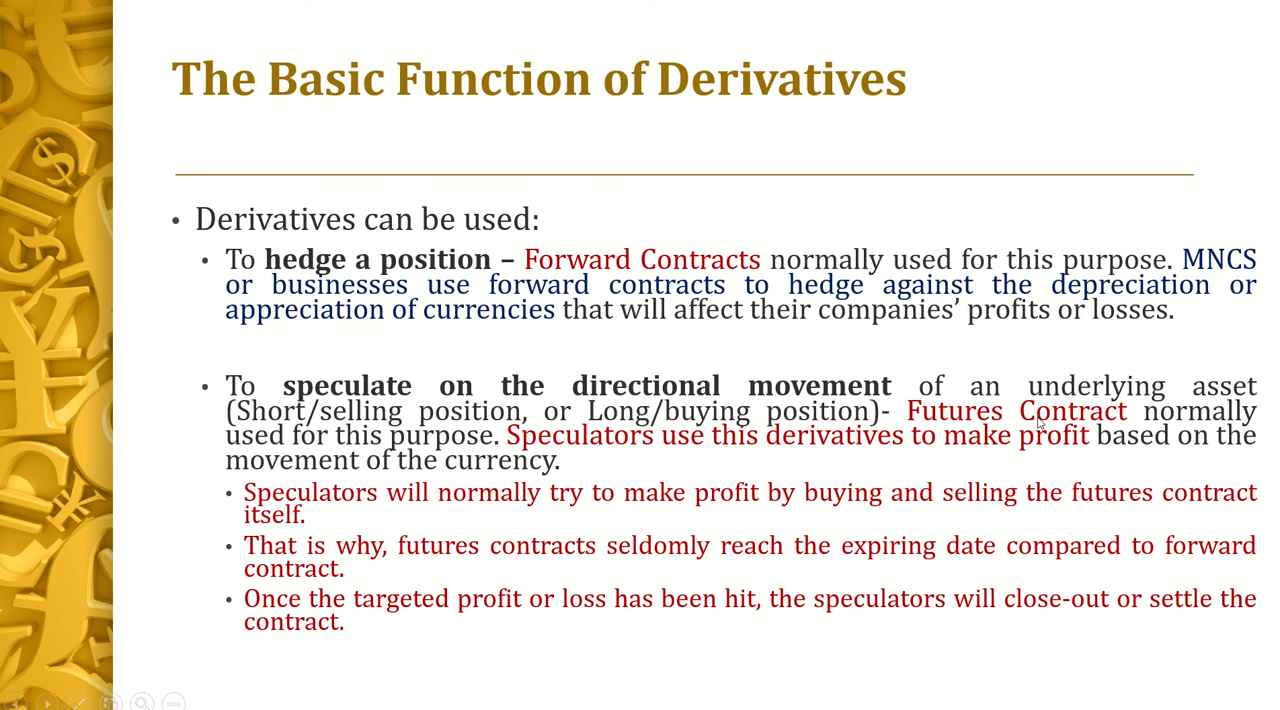 The Basic Function of Derivatives
• Derivatives can be used:
• To hedge a position – Forward Contracts normally used for this purpose. MNCS
or businesses use forward contracts to hedge against the depreciation or
appreciation of currencies that will affect their companies’ profits or losses.
• To speculate on the directional movement of an underlying asset
(Short/selling position, or Long/buying position)- Futures Contract normally
used for this purpose. Speculators use this derivatives to make profit based on the
movement of the currency.
• Speculators will normally try to make profit by buying and selling the futures contract
itself.
• That is why, futures contracts seldomly reach the expiring date compared to forward
contract.
• Once the targeted profit or loss has been hit, the speculators will close-out or settle the
contract.